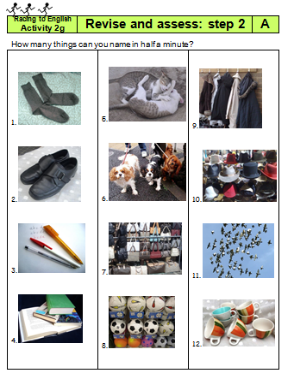 Racing to English
Activity 2g
Revise and assess: step 2
A
How many things can you name in half a minute?
1.
2.
3.
4.
5.
6.
7.
8.
9.
10.
11.
12.